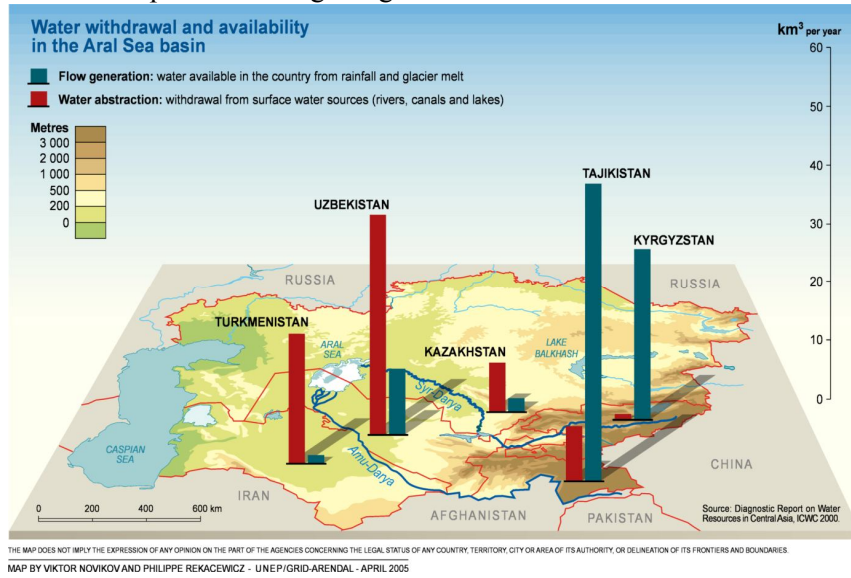 Water withdrawal and availability
in the Aral Sea basin
Flow generation: water available in the country from rainfall and glacier melt
Water abstraction: withdrawal from surface water sources (rivers, canals and lakes)
km³ per year
60
50
40
30
20
10
0
Metres
3 000
2 000
1 000
500
200
0
TAJIKISTAN
UZBEKISTAN
KYRGYZSTAN
RUSSIA
RUSSIA
TURKMENISTAN
ARAL
SEA
KAZAKHSTAN
LAKE
BALKHASH
Syr-Darya
CASPIAN
SEA
Amu-Darya
CHINA
IRAN
AFGHANISTAN
PAKISTAN
0 200 400 600 km
Source: Diagnostic Report on Water
Resources in Central Asia, ICWC 2000.
THE MAP DOES NOT IMPLY THE EXPRESSION OF ANY OPINION ON THE PART OF THE AGENCIES CONCERNING THE LEGAL STATUS OF ANY COUNTRY, TERRITORY, CITY OR AREA OF ITS AUTHORITY, OR DELINEATION OF ITS FRONTIERS AND BOUNDARIES.
MAP BY VIKTOR NOVIKOV AND PHILIPPE REKACEWICZ - UNEP/GRID-ARENDAL - APRIL 2005